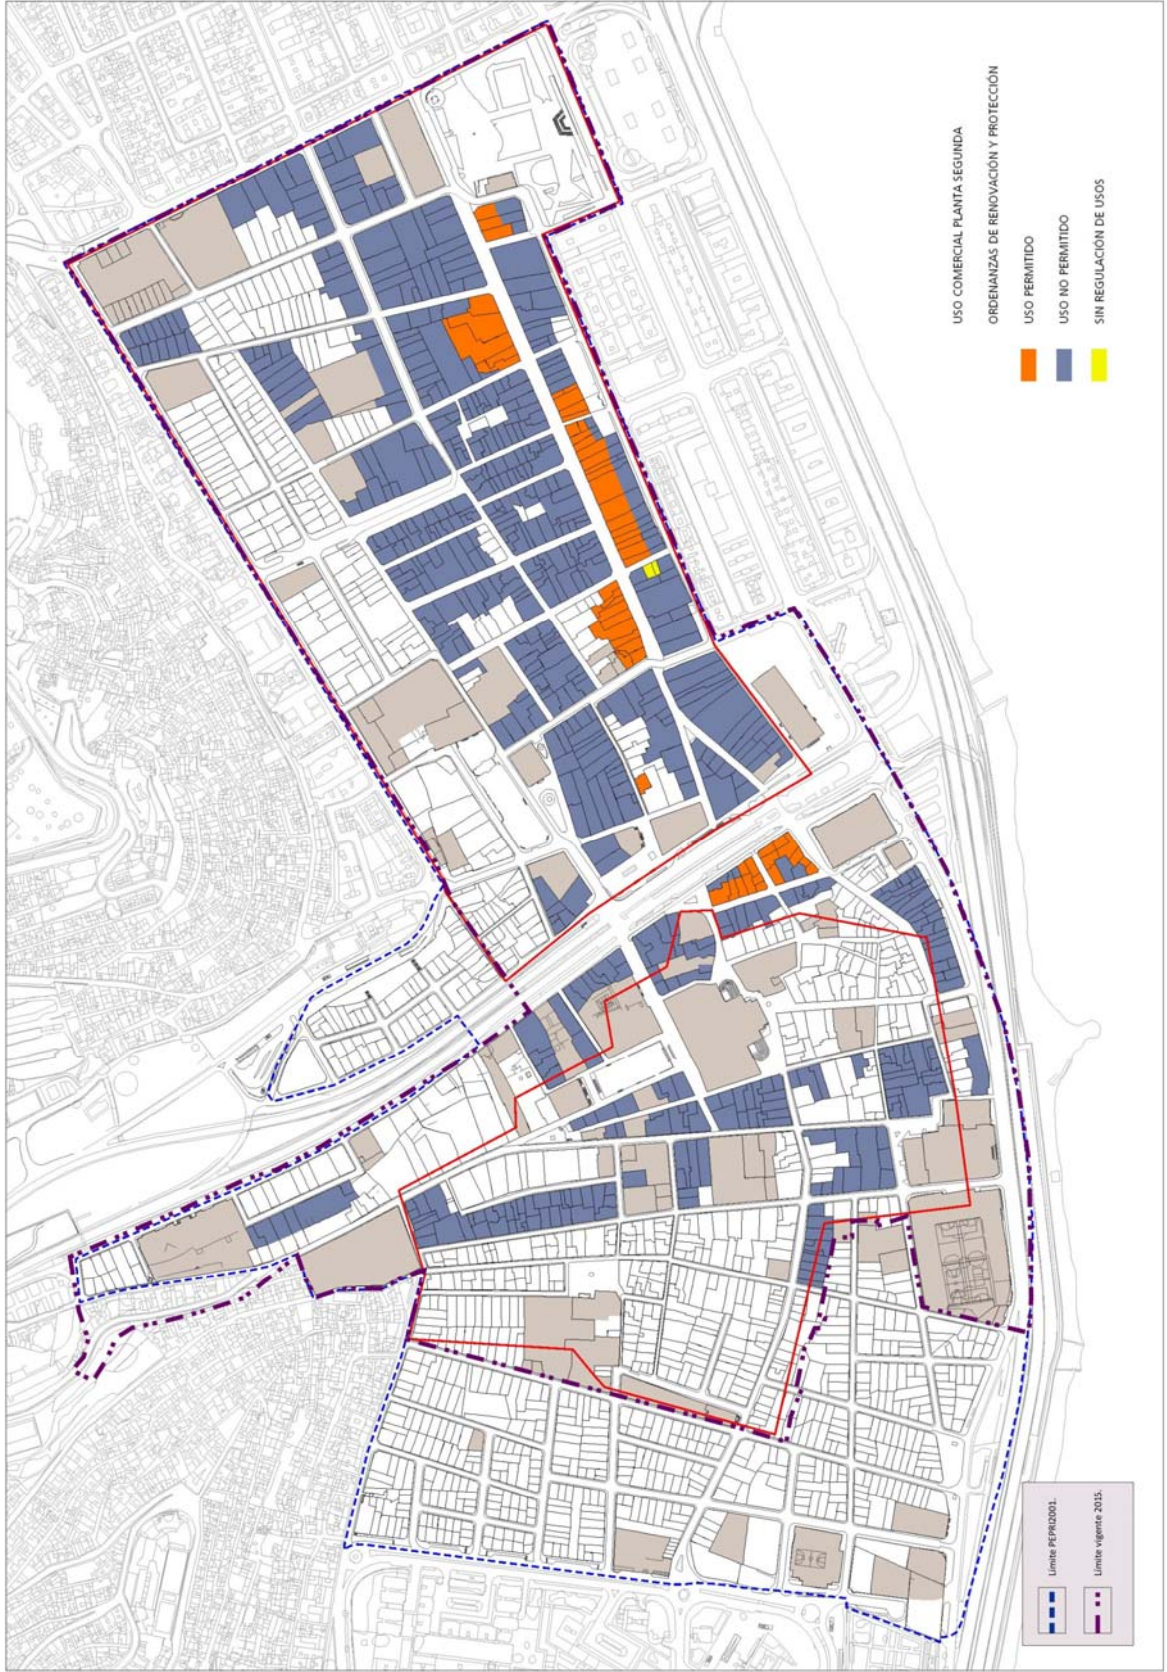 USO COMERCIAL PLANTA SEGUNDA
ORDENANZAS DE RENOVACIÓN Y PROTECCIÓN
USO PERMITIDO
USO NO PERMITIDO
SIN REGULACIÓN DE USOS
Límite PEPRI2001.
Límite vigente 2015.